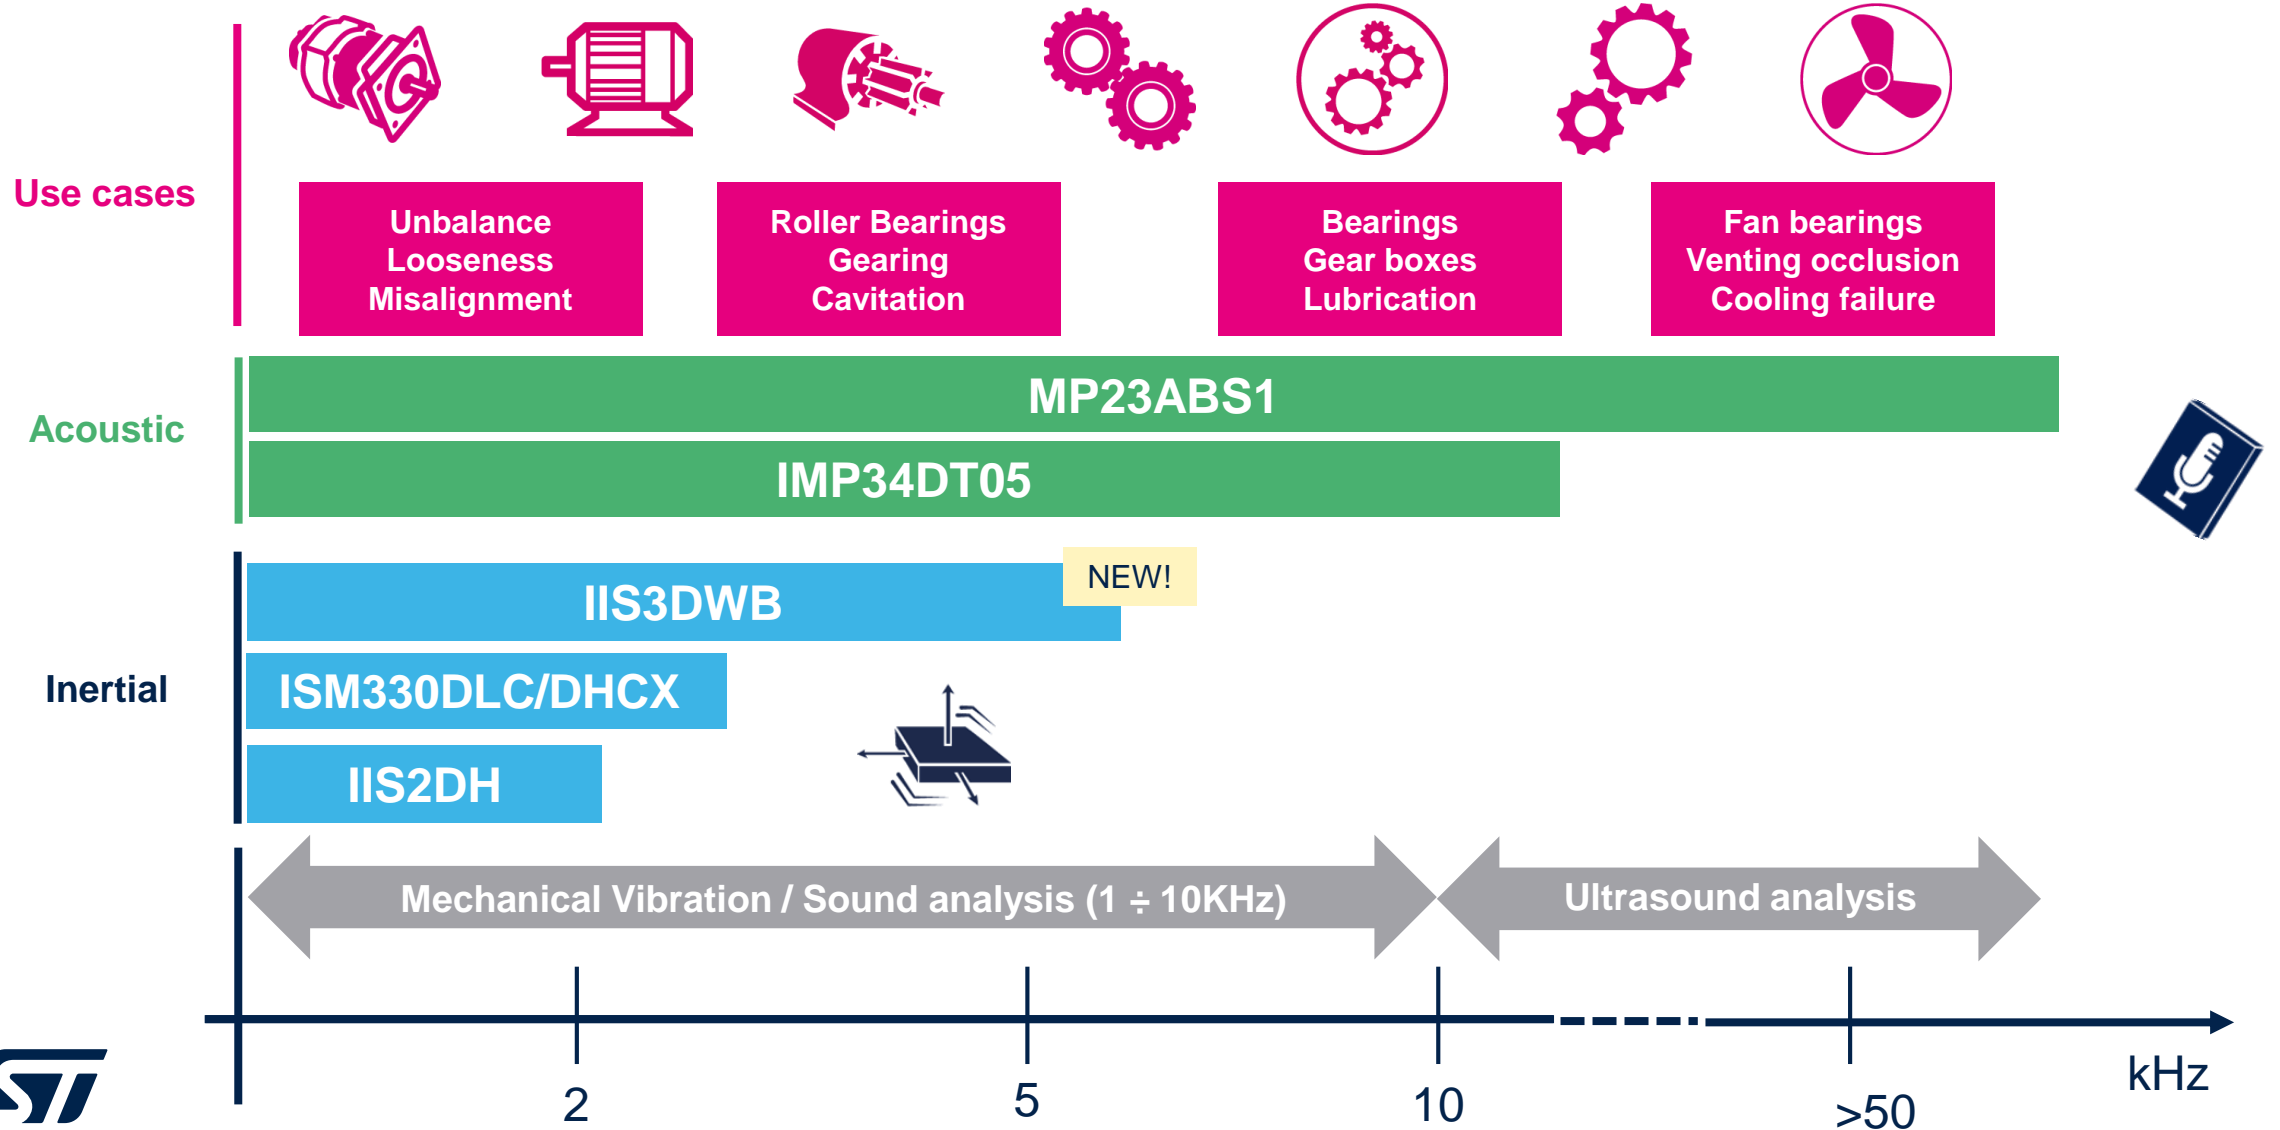 Use cases
Unbalance
Looseness
Misalignment
Roller Bearings
Gearing
Cavitation
Bearings
Gear boxes
Lubrication
Fan bearings
Venting occlusion
Cooling failure
Acoustic
MP23ABS1
IMP34DT05
Inertial
IIS3DWB
NEW!
ISM330DLC/DHCX
IIS2DH
Mechanical Vibration / Sound analysis (1 ÷ 10KHz)
Ultrasound analysis
2
5
10
>50
kHz
ST